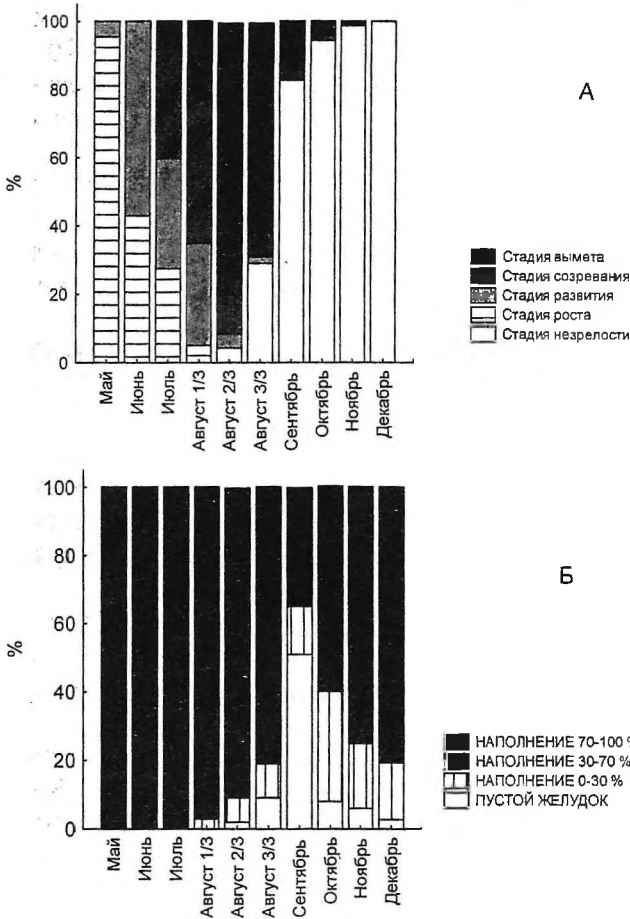 100
80
60
40
20
0
%
А
Стадия вымета
Стадия созревания
Стадия развития
Стадия роста
Стадия незрелости
Май
Июнь
Июль
Август 1/3
Август 2/3
Август 3/3
Сентябрь
Октябрь
Ноябрь
Декабрь
100
80
60
40
20
0
%
Б
НАПОЛНЕНИЕ 70-100 %
НАПОЛНЕНИЕ 30-70 %
НАПОЛНЕНИЕ 0-30 %
ПУСТОЙ ЖЕЛУДОК
Май
Июнь
Июль
Август 1/3
Август 2/3
Август 3/3
Сентябрь
Октябрь
Ноябрь
Декабрь